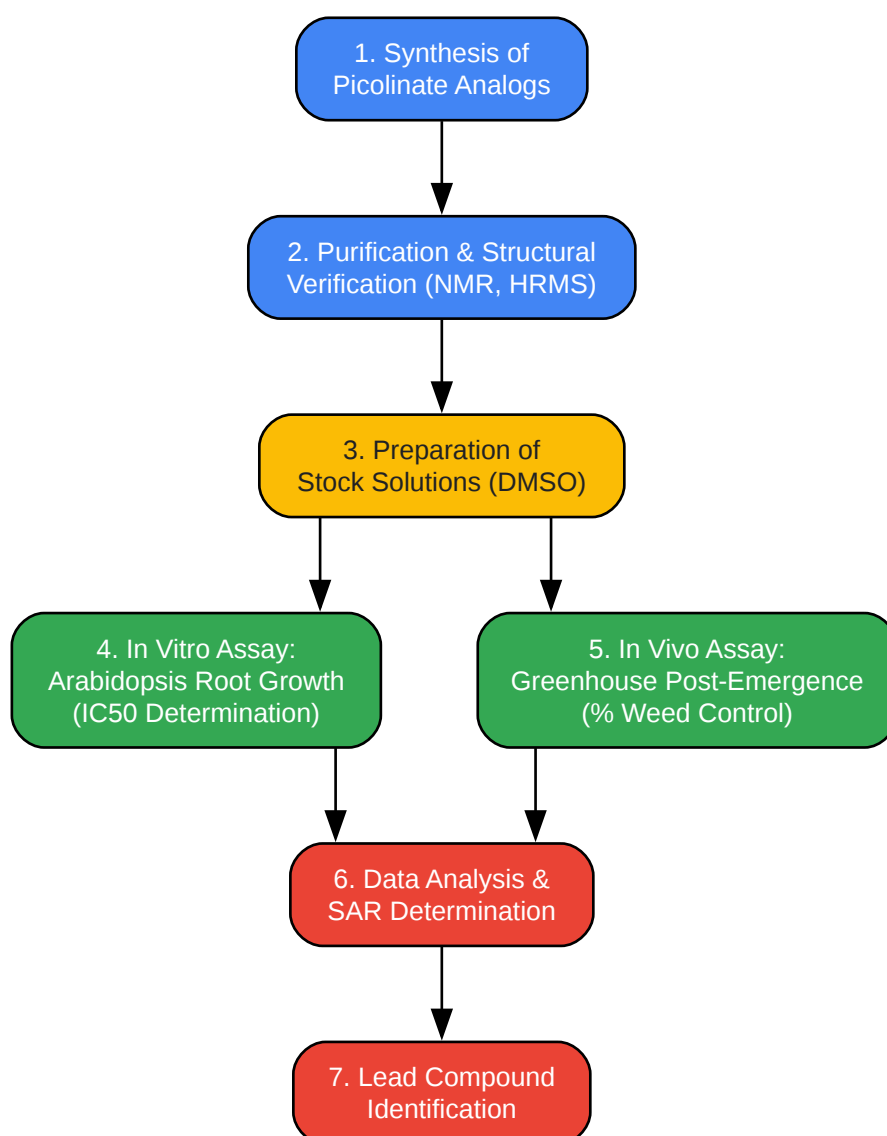 1. Synthesis of
Picolinate Analogs
2. Purification & Structural
Verification (NMR, HRMS)
3. Preparation of
Stock Solutions (DMSO)
4. In Vitro Assay:
Arabidopsis Root Growth
(IC50 Determination)
5. In Vivo Assay:
Greenhouse Post-Emergence
(% Weed Control)
6. Data Analysis &
SAR Determination
7. Lead Compound
Identification